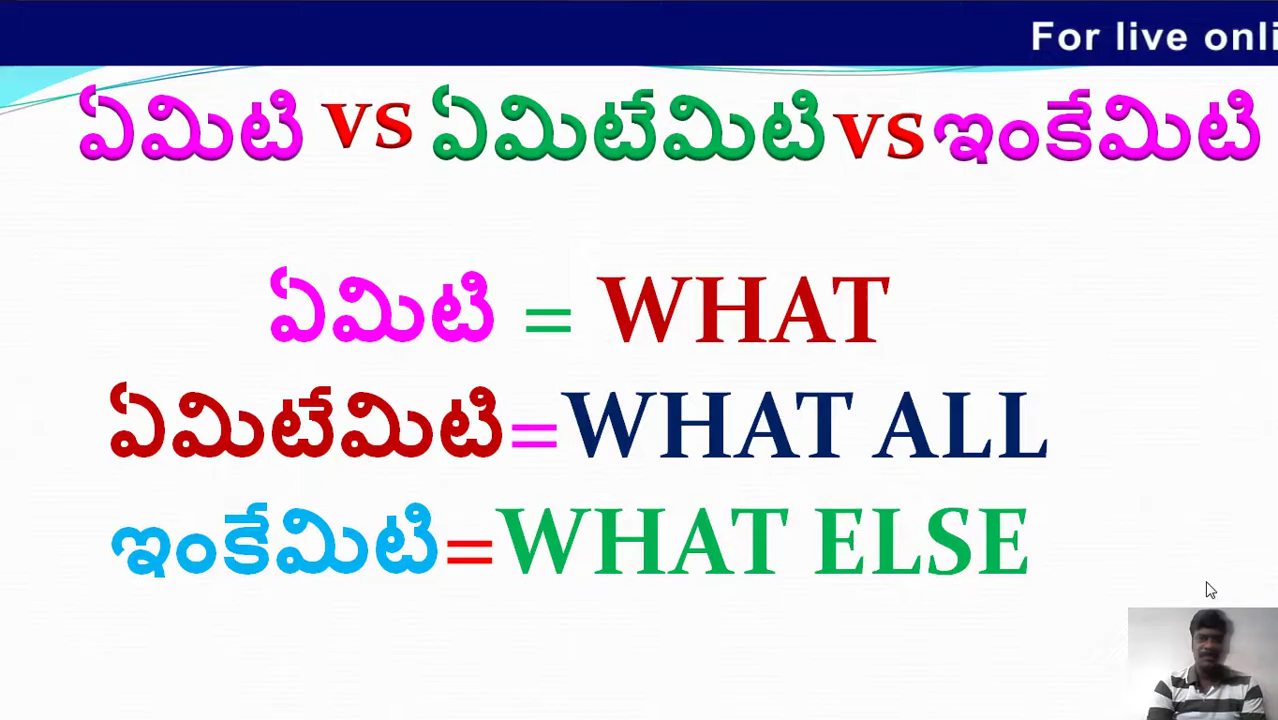 For live onli
ఏమిటి vs ఏమిటేమిటి vs ఇంకేమిటి
ఏమిటి = WHAT
ఏమిటేమిటి=WHAT ALL
ఇంకేమిటి=WHAT ELSE